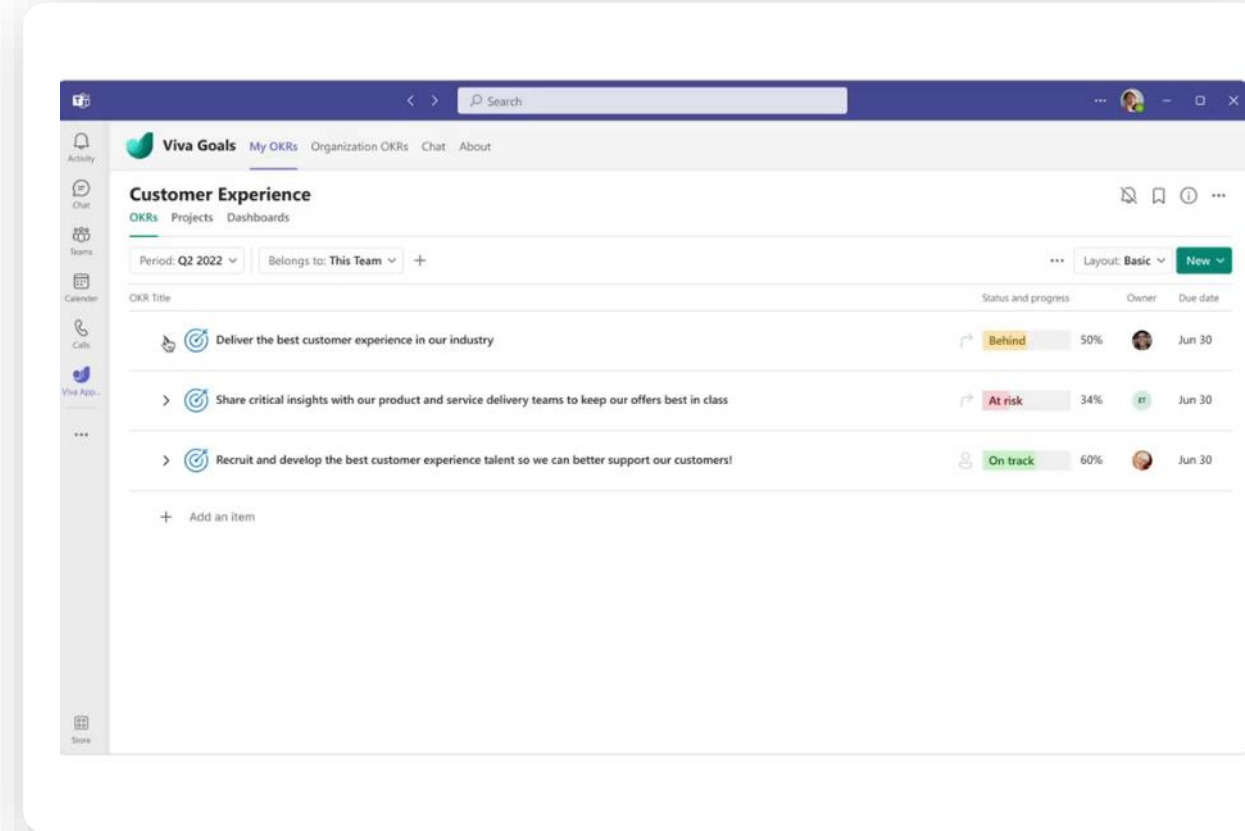 Search
Activity
Chat
Teams
Calender
Calls
Viva App...
Store
Viva Goals My OKRs Organization OKRs Chat About
Customer Experience
OKRs Projects Dashboards
Period: Q2 2022 Belongs to: This Team Layout: Basic New
OKR Title Status and progress Owner Due date
Deliver the best customer experience in our industry Behind 50% Jun 30
Share critical insights with our product and service delivery teams to keep our offers best in class At risk 34% ET Jun 30
Recruit and develop the best customer experience talent so we can better support our customers! On track 60% Jun 30
Add an item